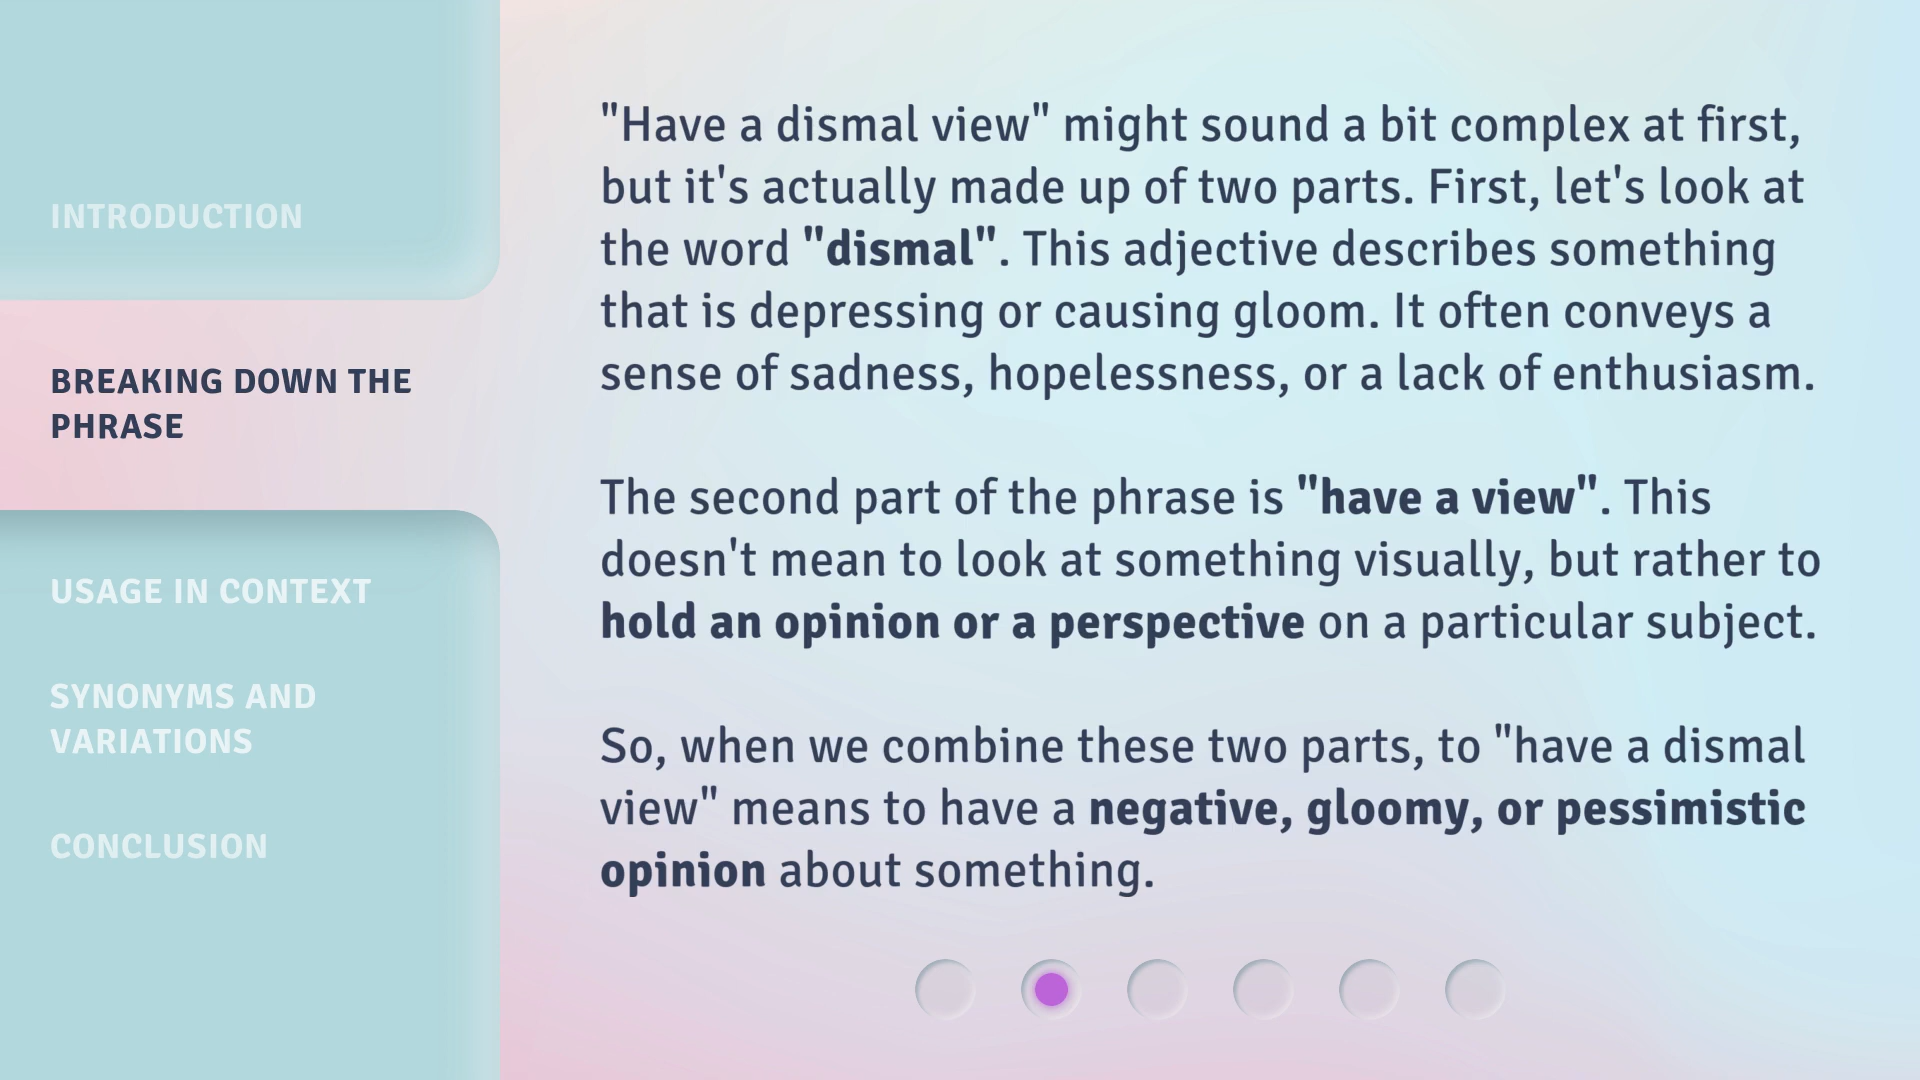 INTRODUCTION
BREAKING DOWN THE
PHRASE
USAGE IN CONTEXT
SYNONYMS AND
VARIATIONS
CONCLUSION
"Have a dismal view" might sound a bit complex at first,
but it's actually made up of two parts. First, let's look at
the word "dismal". This adjective describes something
that is depressing or causing gloom. It often conveys a
sense of sadness, hopelessness, or a lack of enthusiasm.
The second part of the phrase is "have a view". This
doesn't mean to look at something visually, but rather to
hold an opinion or a perspective on a particular subject.
So, when we combine these two parts, to "have a dismal
view" means to have a negative, gloomy, or pessimistic
opinion about something.